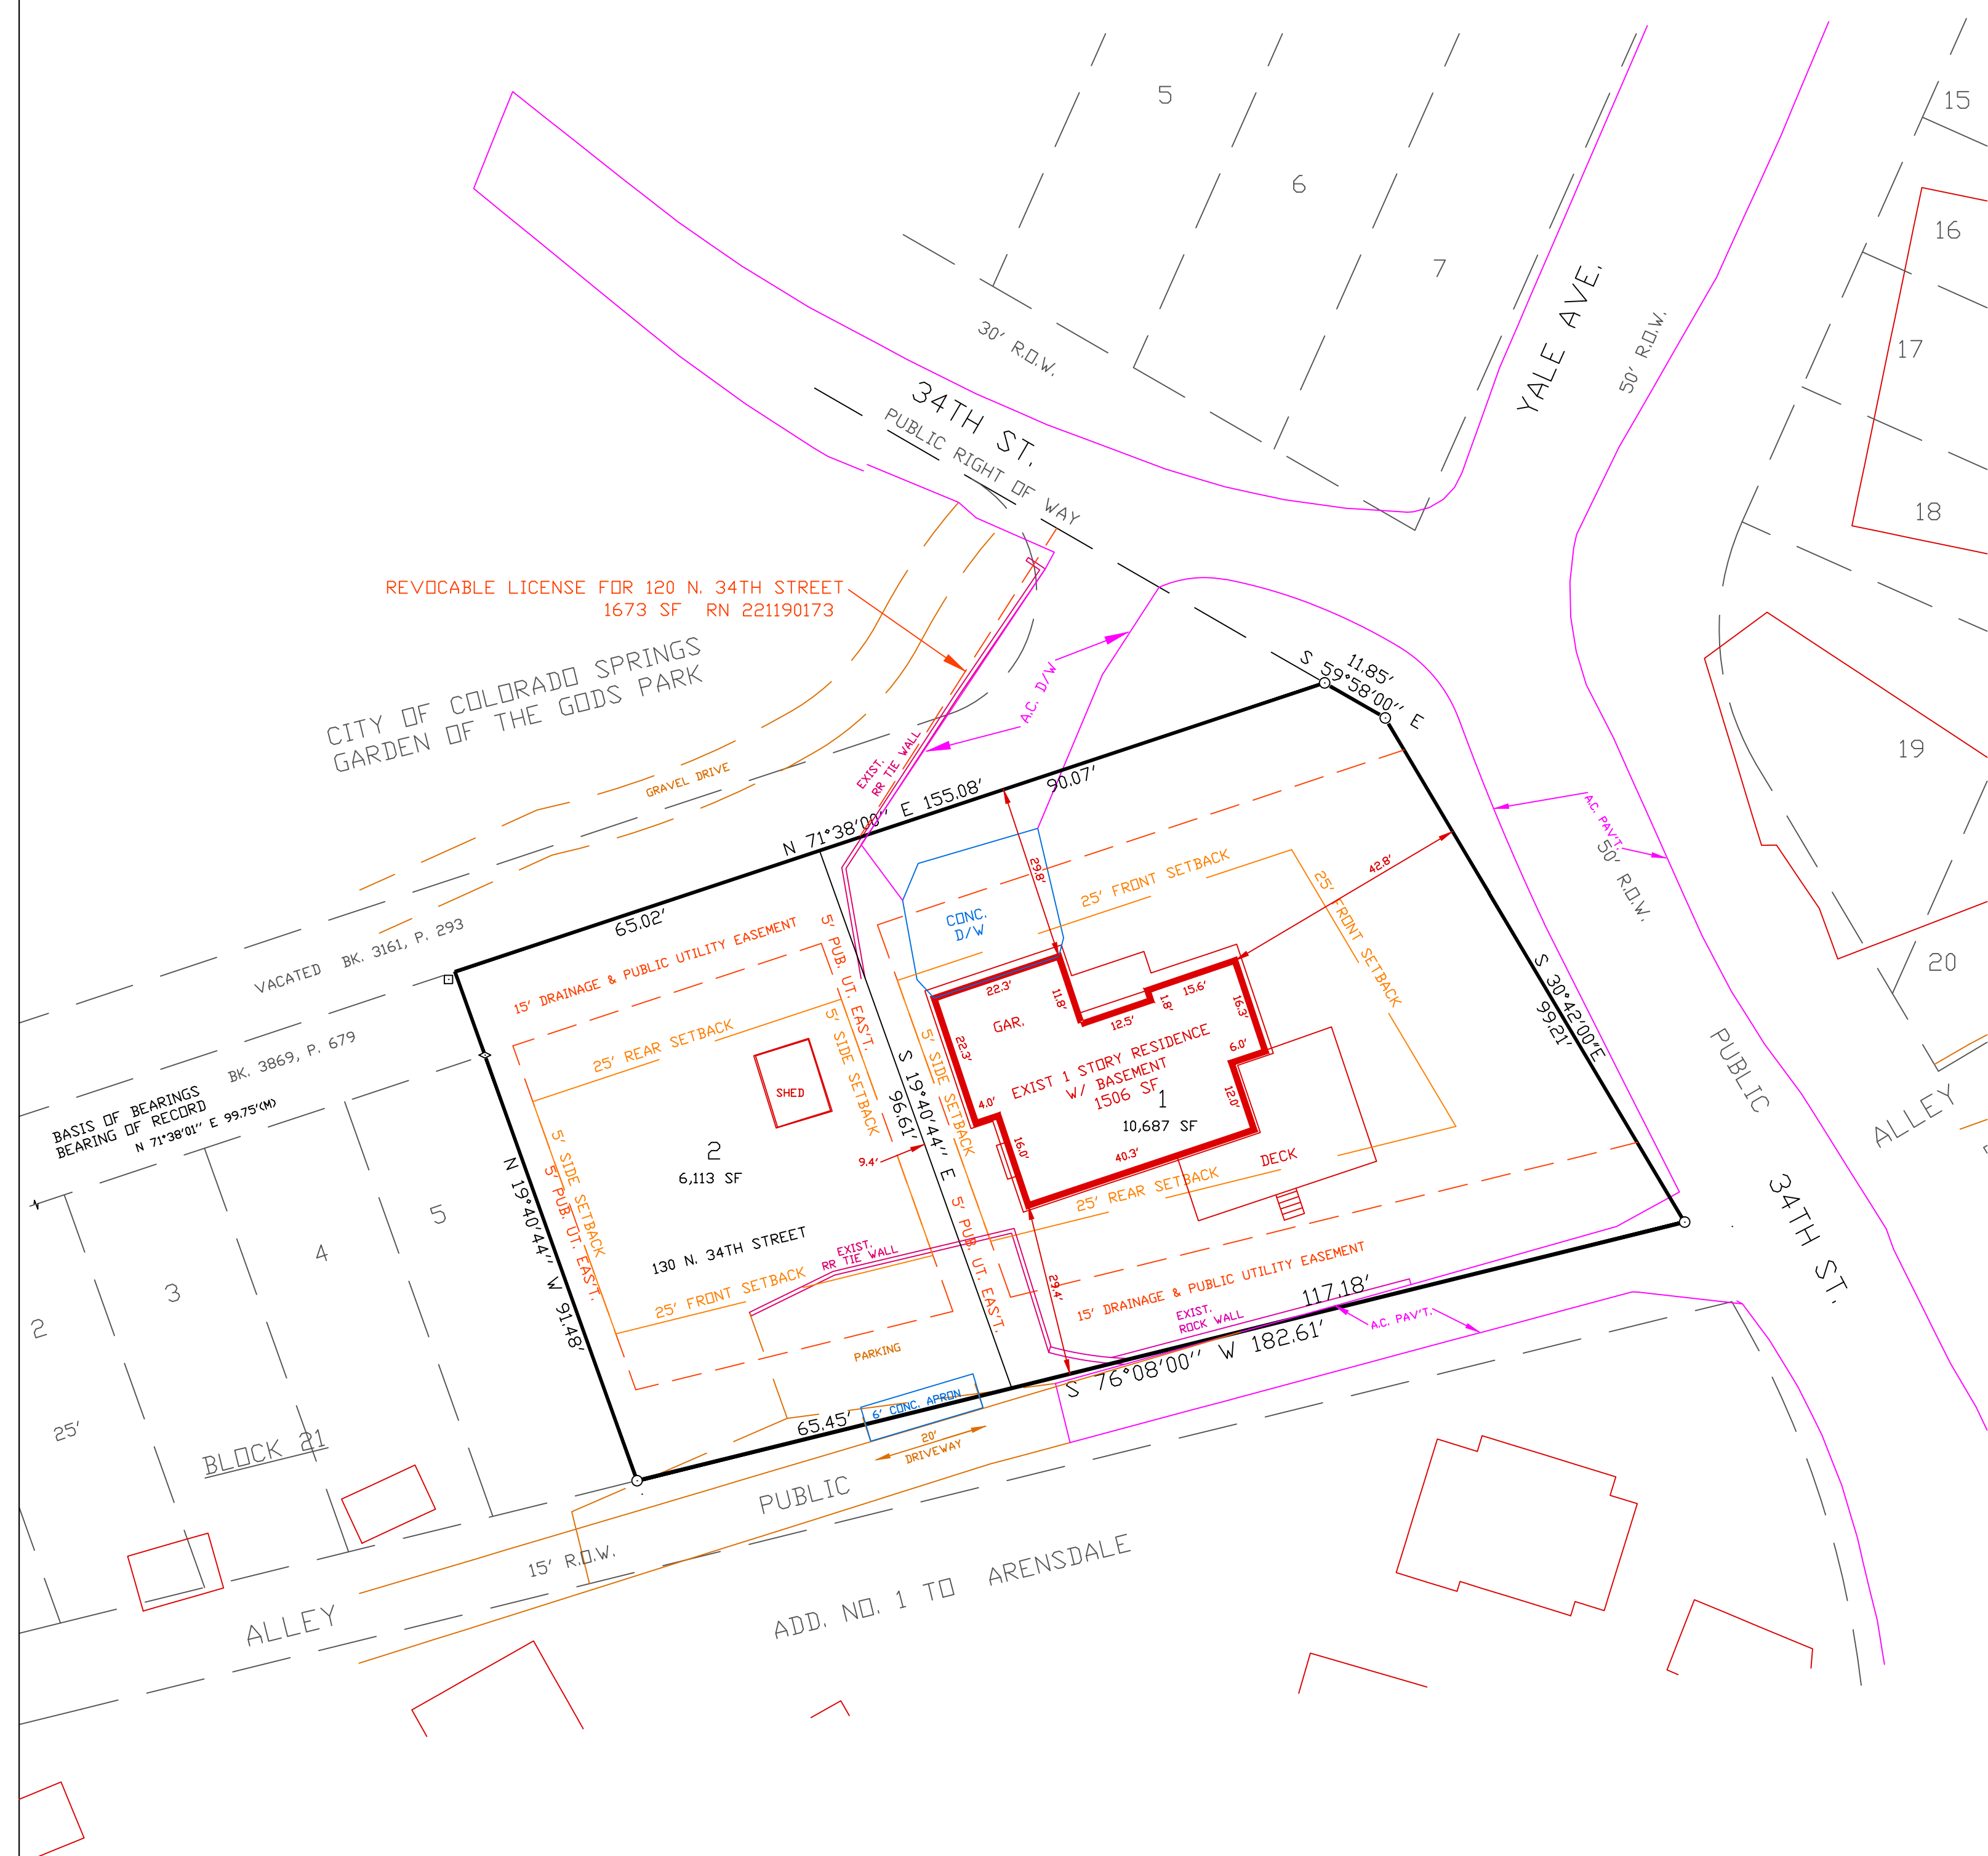 5
15
6
16
7
17
30' R.O.W.
YALE AVE.
50' R.O.W.
34TH ST.
PUBLIC RIGHT OF WAY
18
REVOCABLE LICENSE FOR 120 N. 34TH STREET
1673 SF RN 221190173
CITY OF COLORADO SPRINGS
GARDEN OF THE GODS PARK
A.C. D/W
11.85'
S 59°58'00'' E
EXIST.
RR TIE WALL
GRAVEL DRIVE
N 71°38'00'' E 155.08'
90.07'
19
A.C. PAV'T.
50' R.O.W.
65.02'
VACATED BK. 3161, P. 293
BK. 3869, P. 679
BASIS OF BEARINGS
BEARING OF RECORD
N 71°38'01'' E 99.75'(M)
15' DRAINAGE & PUBLIC UTILITY EASEMENT
5' PUB. UT. EAS'T.
25' REAR SETBACK
5' SIDE SETBACK
CONC.
D/W
29.8'
25' FRONT SETBACK
25' FRONT SETBACK
42.8'
20
S 30°42'00"E
99.21'
22.3'
11.8'
GAR.
12.5'
1.8'
15.6'
16.3'
22.3'
6.0'
12.0'
4.0'
16.0'
40.3'
EXIST 1 STORY RESIDENCE
W/ BASEMENT
1506 SF
1
10,687 SF
DECK
5' SIDE SETBACK
S 19°40'44'' E
96.61'
SHED
9.4'
2
6,113 SF
130 N. 34TH STREET
5' SIDE SETBACK
5' PUB. UT. EAS'T.
N 19°40'44'' W 91.48'
25' REAR SETBACK
5' PUB. UT. EAS'T.
EXIST.
RR TIE WALL
25' FRONT SETBACK
29.4'
15' DRAINAGE & PUBLIC UTILITY EASEMENT
EXIST.
ROCK WALL
117.18'
A.C. PAV'T.
S 76°08'00'' W 182.61'
PARKING
65.45'
6' CONC. APRON
20'
DRIVEWAY
PUBLIC
34TH ST.
ALLEY
5
4
3
2
25'
BLOCK 21
PUBLIC
15' R.O.W.
ALLEY
ADD. NO. 1 TO ARENSDALE